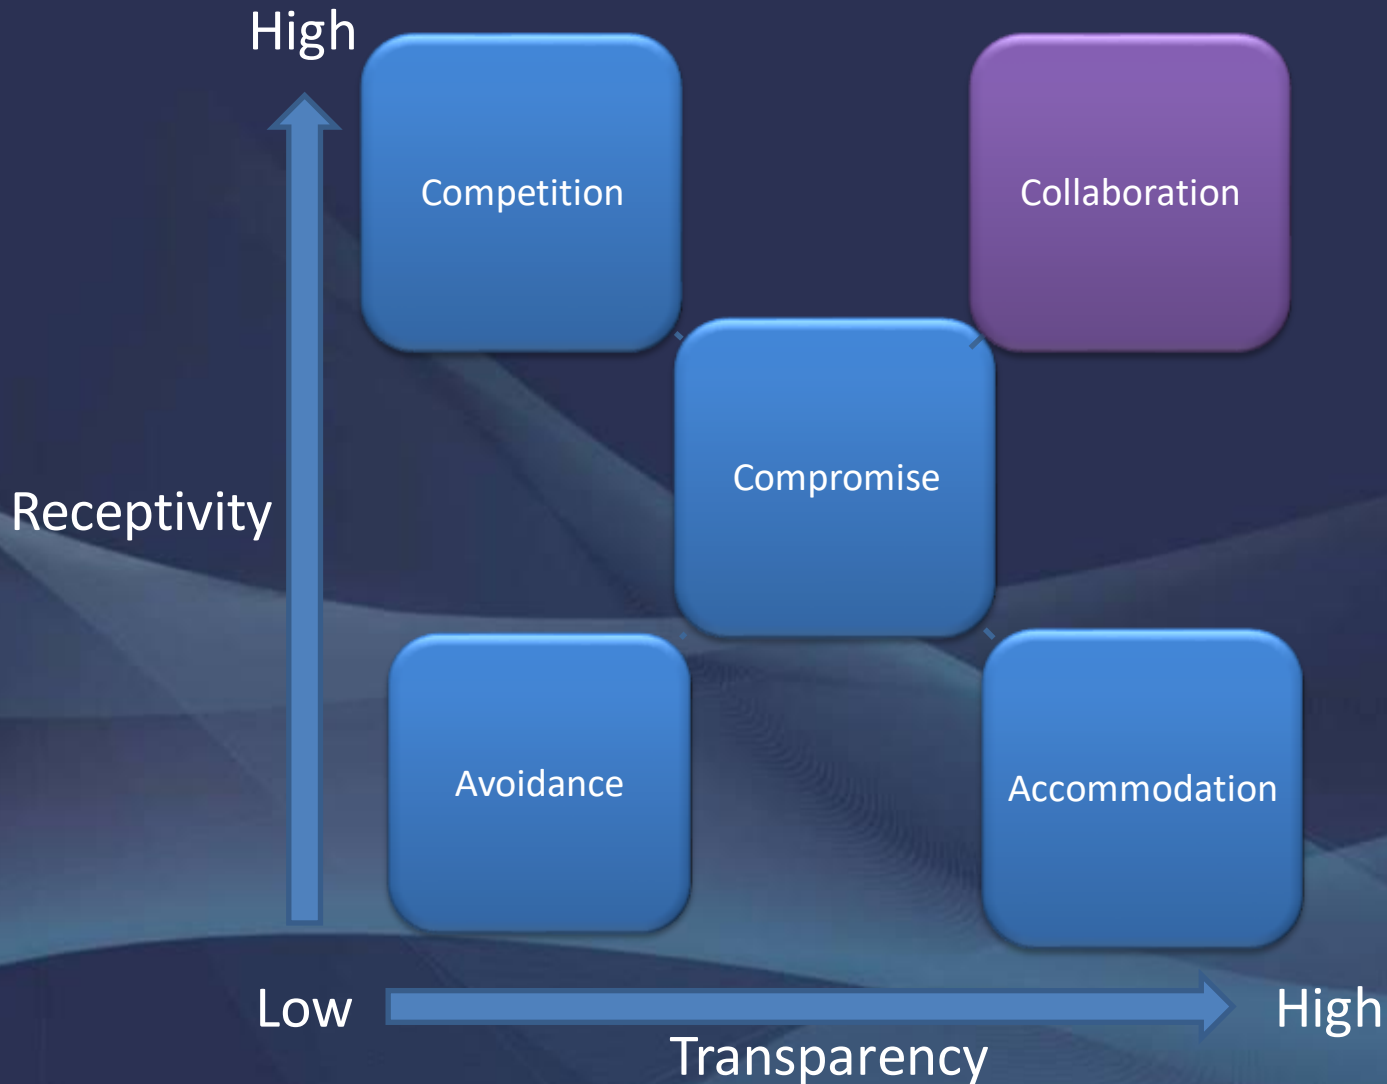 High
Competition
Collaboration
Compromise
Receptivity
Avoidance
Accommodation
Low
High
Transparency